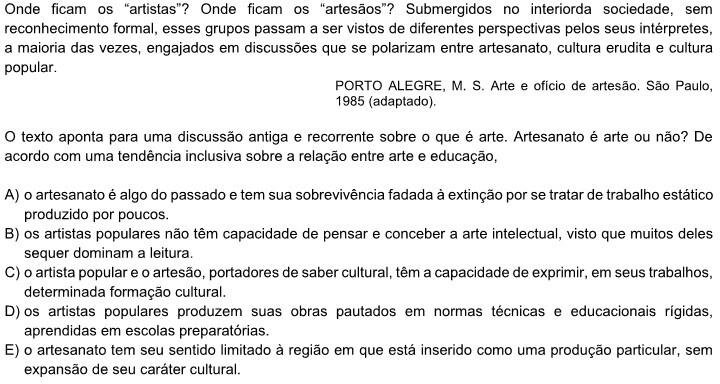 Onde ficam os “artistas”? Onde ficam os “artesãos”? Submergidos no interiorda sociedade, sem
reconhecimento formal, esses grupos passam a ser vistos de diferentes perspectivas pelos seus intérpretes,
a maioria das vezes, engajados em discussões que se polarizam entre artesanato, cultura erudita e cultura
popular.
PORTO ALEGRE, M. S. Arte e ofício de artesão. São Paulo,
1985 (adaptado).
O texto aponta para uma discussão antiga e recorrente sobre o que é arte. Artesanato é arte ou não? De
acordo com uma tendência inclusiva sobre a relação entre arte e educação,
A) o artesanato é algo do passado e tem sua sobrevivência fadada à extinção por se tratar de trabalho estático
produzido por poucos.
B) os artistas populares não têm capacidade de pensar e conceber a arte intelectual, visto que muitos deles
sequer dominam a leitura.
C) o artista popular e o artesão, portadores de saber cultural, têm a capacidade de exprimir, em seus trabalhos,
determinada formação cultural.
D) os artistas populares produzem suas obras pautados em normas técnicas e educacionais rígidas,
aprendidas em escolas preparatórias.
E) o artesanato tem seu sentido limitado à região em que está inserido como uma produção particular, sem
expansão de seu caráter cultural.